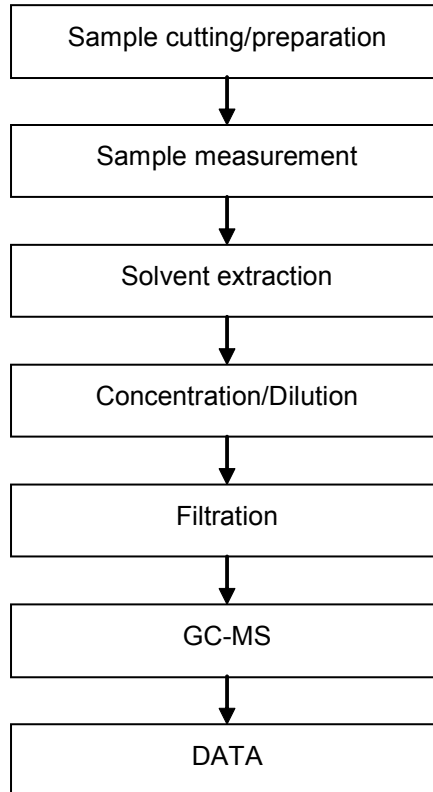 Sample cutting/preparation
Sample measurement
Solvent extraction
Concentration/Dilution
Filtration
GC-MS
DATA